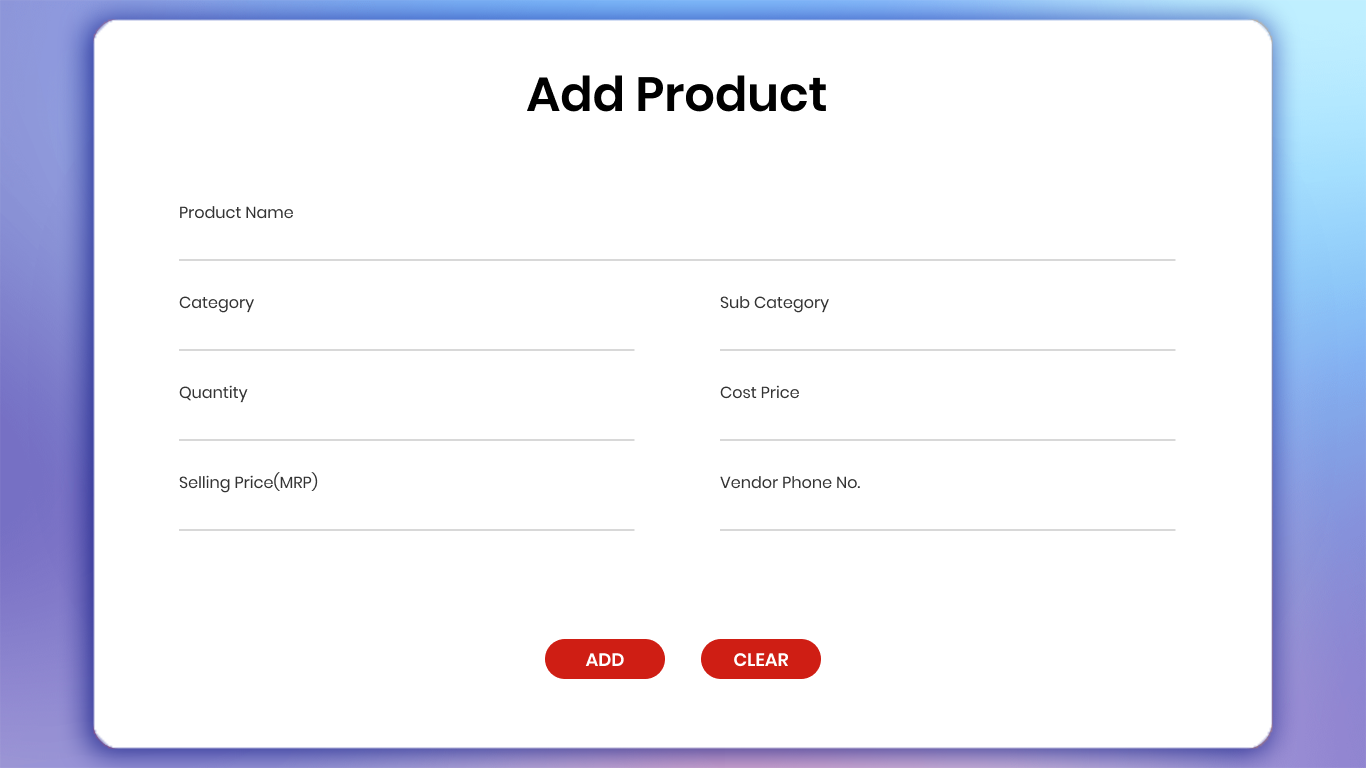 Add Product
Product Name
Category
Sub Category
Quantity
Cost Price
Selling Price(MRP)
Vendor Phone No.
ADD
CLEAR